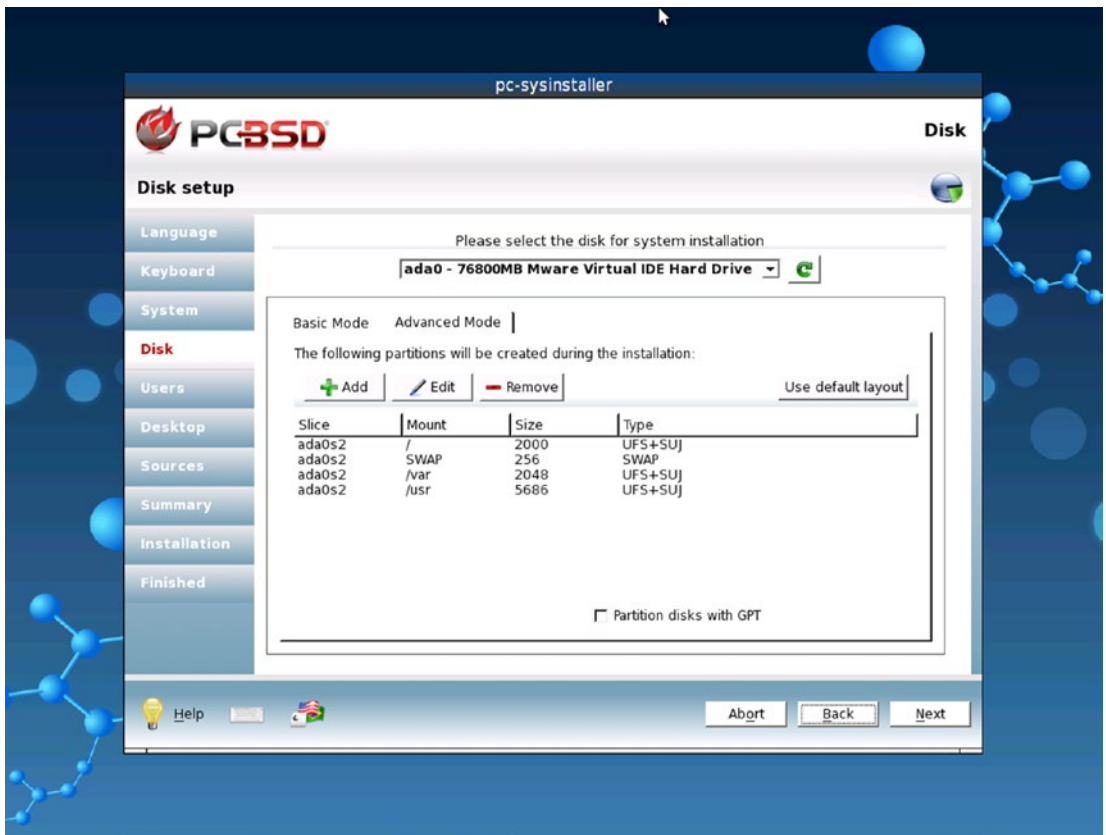 pc-sysinstaller
PCBSD
Disk
Disk setup
Language
Keyboard
System
Disk
Users
Desktop
Sources
Summary
Installation
Finished
Please select the disk for system installation
ada0 - 76800MB Mware Virtual IDE Hard Drive
Basic Mode Advanced Mode
The following partitions will be created during the installation:
Add Edit Remove Use default layout
Slice Mount Size Type
ada0s2 / 2000 UFS+SUJ
ada0s2 SWAP 256 SWAP
ada0s2 /var 2048 UFS+SUJ
ada0s2 /usr 5686 UFS+SUJ
Partition disks with GPT
Help Abort Back Next